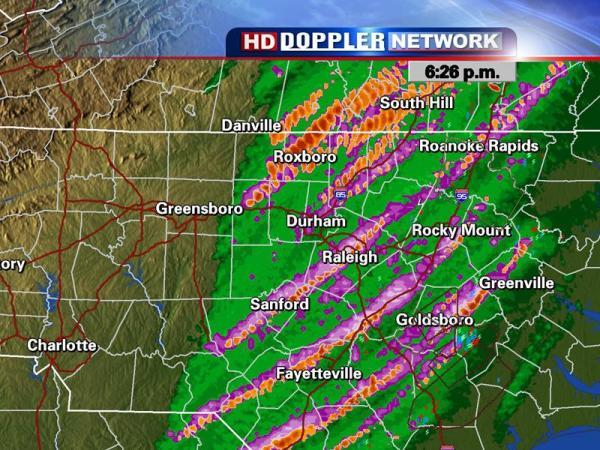 HD DOPPLER NETWORK
6:26 p.m.
South Hill
Danville
Roanoke Rapids
Roxboro
85
95
Greensboro
Durham
Rocky Mount
Raleigh
ory
Greenville
Sanford
Goldsboro
Charlotte
Fayetteville